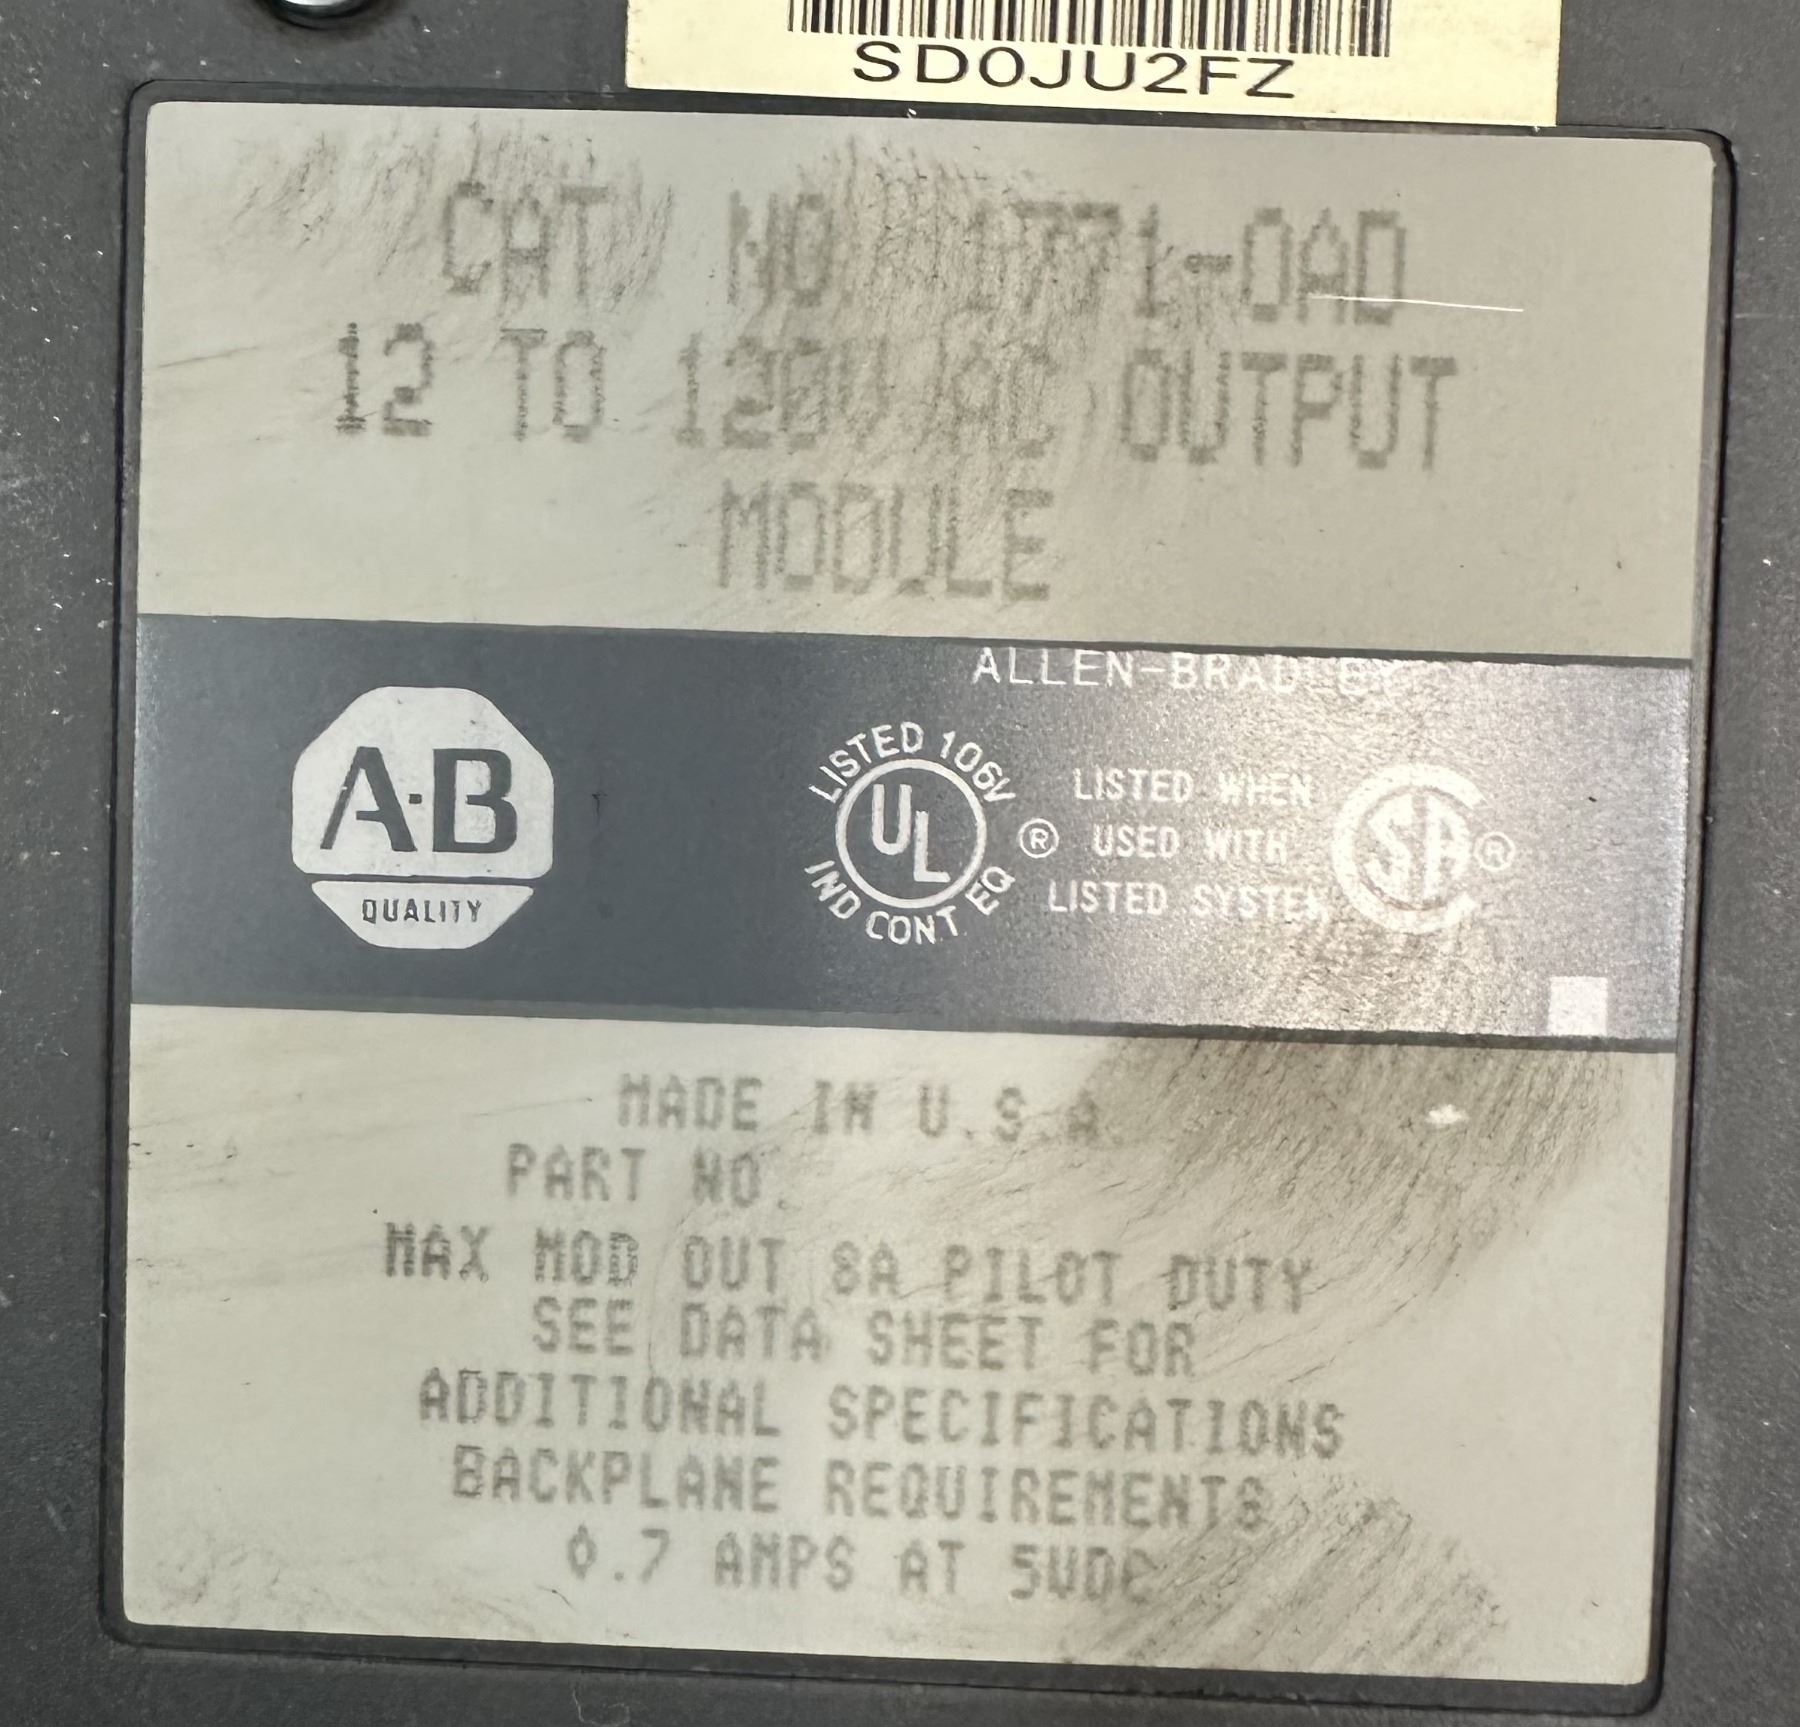 SD0JU2FZ
CAT. NO. 1771-OAD
12 TO 120V AC OUTPUT
MODULE
ALLEN-BRADLEY
A·B
QUALITY
LISTED 106V
UL
IND CONT EQ
®
LISTED WHEN
USED WITH
LISTED SYSTEM
SA
®
MADE IN U.S.A.
PART NO.
MAX MOD OUT 8A PILOT DUTY
SEE DATA SHEET FOR
ADDITIONAL SPECIFICATIONS
BACKPLANE REQUIREMENTS
0.7 AMPS AT 5VDC